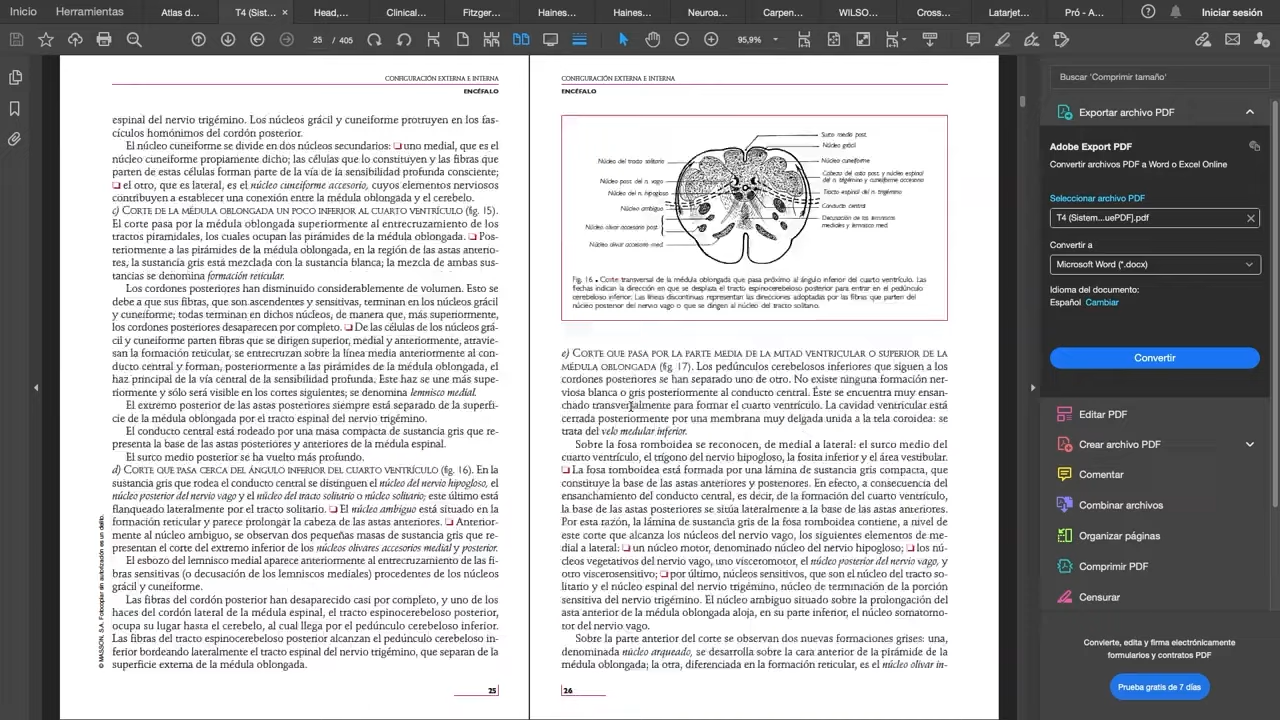 Inicio Herramientas Atlas d... T4 (Sist... × Head,... Clinical... Fitzger... Haines... Haines... Neuroa... Carpen... WILSO... Cross... Latarjet... Pró - A... Iniciar sesión
25 / 405 95,9%
CONFIGURACIÓN EXTERNA E INTERNA
ENCÉFALO
espinal del nervio trigémino. Los núcleos grácil y cuneiforme protruyen en los fas-
cículos homónimos del cordón posterior.
El núcleo cuneiforme se divide en dos núcleos secundarios: ❑ uno medial, que es el
núcleo cuneiforme propiamente dicho; las células que lo constituyen y las fibras que
parten de estas células forman parte de la vía de la sensibilidad profunda consciente;
❑ el otro, que es lateral, es el núcleo cuneiforme accesorio, cuyos elementos nerviosos
contribuyen a establecer una conexión entre la médula oblongada y el cerebelo.
c) CORTE DE LA MÉDULA OBLONGADA UN POCO INFERIOR AL CUARTO VENTRÍCULO (fig. 15).
El corte pasa por la médula oblongada superiormente al entrecruzamiento de los
tractos piramidales, los cuales ocupan las pirámides de la médula oblongada. ❑ Pos-
teriormente a las pirámides de la médula oblongada, en la región de las astas anterio-
res, la sustancia gris está mezclada con la sustancia blanca; la mezcla de ambas sus-
tancias se denomina formación reticular.
Los cordones posteriores han disminuido considerablemente de volumen. Esto se
debe a que sus fibras, que son ascendentes y sensitivas, terminan en los núcleos grácil
y cuneiforme; todas terminan en dichos núcleos, de manera que, más superiormente,
los cordones posteriores desaparecen por completo. ❑ De las células de los núcleos grá-
cil y cuneiforme parten fibras que se dirigen superior, medial y anteriormente, atravie-
san la formación reticular, se entrecruzan sobre la línea media anteriormente al con-
ducto central y forman, posteriormente a las pirámides de la médula oblongada, el
haz principal de la vía central de la sensibilidad profunda. Este haz se une más supe-
riormente y sólo será visible en los cortes siguientes; se denomina lemnisco medial.
El extremo posterior de las astas posteriores siempre está separado de la superfi-
cie de la médula oblongada por el tracto espinal del nervio trigémino.
El conducto central está rodeado por una masa compacta de sustancia gris que re-
presenta la base de las astas posteriores y anteriores de la médula espinal.
El surco medio posterior se ha vuelto más profundo.
d) CORTE QUE PASA CERCA DEL ÁNGULO INFERIOR DEL CUARTO VENTRÍCULO (fig. 16). En la
sustancia gris que rodea el conducto central se distinguen el núcleo del nervio hipogloso, el
núcleo posterior del nervio vago y el núcleo del tracto solitario o núcleo solitario; este último está
flanqueado lateralmente por el tracto solitario. ❑ El núcleo ambiguo está situado en la
formación reticular y parece prolongar la cabeza de las astas anteriores. ❑ Anterior-
mente al núcleo ambiguo, se observan dos pequeñas masas de sustancia gris que re-
presentan el corte del extremo inferior de los núcleos olivares accesorios medial y posterior.
El esbozo del lemnisco medial aparece anteriormente al entrecruzamiento de las fi-
bras sensitivas (o decusación de los lemniscos mediales) procedentes de los núcleos
grácil y cuneiforme.
Las fibras del cordón posterior han desaparecido casi por completo, y uno de los
haces del cordón lateral de la médula espinal, el tracto espinocerebeloso posterior,
ocupa su lugar hasta el cerebelo, al cual llega por el pedúnculo cerebeloso inferior.
Las fibras del tracto espinocerebeloso posterior alcanzan el pedúnculo cerebeloso in-
ferior bordeando lateralmente el tracto espinal del nervio trigémino, que separan de la
superficie externa de la médula oblongada.
© MASSON, S.A. Fotocopiar sin autorización es un delito.
25
CONFIGURACIÓN EXTERNA E INTERNA
ENCÉFALO
Surco medio post.
Núcleo grácil
Núcleo cuneiforme
Cabeza del asta post. y núcleo espinal
del n. trigémino y cuneiforme accesorio
Tracto espinal del n. trigémino
Conducto central
Decusación de los lemniscos
mediales y lemnisco med.
Núcleo del tracto solitario
Núcleo post. del n. vago
Núcleo del n. hipogloso
Núcleo ambiguo
Núcleo olivar accesorio post.
Núcleo olivar accesorio med.
Fig. 16 • Corte transversal de la médula oblongada que pasa próximo al ángulo inferior del cuarto ventrículo. Las
flechas indican la dirección en que se desplaza el tracto espinocerebeloso posterior para entrar en el pedúnculo
cerebeloso inferior. Las líneas discontinuas representan las direcciones adoptadas por las fibras que parten del
núcleo posterior del nervio vago o que se dirigen al núcleo del tracto solitario.
e) CORTE QUE PASA POR LA PARTE MEDIA DE LA MITAD VENTRICULAR O SUPERIOR DE LA
MÉDULA OBLONGADA (fig. 17). Los pedúnculos cerebelosos inferiores que siguen a los
cordones posteriores se han separado uno de otro. No existe ninguna formación ner-
viosa blanca o gris posteriormente al conducto central. Éste se encuentra muy ensan-
chado transversalmente para formar el cuarto ventrículo. La cavidad ventricular está
cerrada posteriormente por una membrana muy delgada unida a la tela coroidea: se
trata del velo medular inferior.
Sobre la fosa romboidea se reconocen, de medial a lateral: el surco medio del
cuarto ventrículo, el trígono del nervio hipogloso, la fosita inferior y el área vestibular.
❑ La fosa romboidea está formada por una lámina de sustancia gris compacta, que
constituye la base de las astas anteriores y posteriores. En efecto, a consecuencia del
ensanchamiento del conducto central, es decir, de la formación del cuarto ventrículo,
la base de las astas posteriores se sitúa lateralmente a la base de las astas anteriores.
Por esta razón, la lámina de sustancia gris de la fosa romboidea contiene, a nivel de
este corte que alcanza los núcleos del nervio vago, los siguientes elementos de me-
dial a lateral: ❑ un núcleo motor, denominado núcleo del nervio hipogloso; ❑ los nú-
cleos vegetativos del nervio vago, uno visceromotor, el núcleo posterior del nervio vago, y
otro viscerosensitivo; ❑ por último, núcleos sensitivos, que son el núcleo del tracto so-
litario y el núcleo espinal del nervio trigémino, núcleo de terminación de la porción
sensitiva del nervio trigémino. El núcleo ambiguo situado sobre la prolongación del
asta anterior de la médula oblongada aloja, en su parte inferior, el núcleo somatomo-
tor del nervio vago.
Sobre la parte anterior del corte se observan dos nuevas formaciones grises: una,
denominada núcleo arqueado, se desarrolla sobre la cara anterior de la pirámide de la
médula oblongada; la otra, diferenciada en la formación reticular, es el núcleo olivar in-
26
Buscar 'Comprimir tamaño'
Exportar archivo PDF
Adobe Export PDF
Convertir archivos PDF a Word o Excel Online
Seleccionar archivo PDF
T4 (Sistem...uePDF].pdf
Convertir a
Microsoft Word (*.docx)
Idioma del documento:
Español Cambiar
Convertir
Editar PDF
Crear archivo PDF
Comentar
Combinar archivos
Organizar páginas
Comprimir PDF
Censurar
Convierte, edita y firma electrónicamente
formularios y contratos PDF
Prueba gratis de 7 días